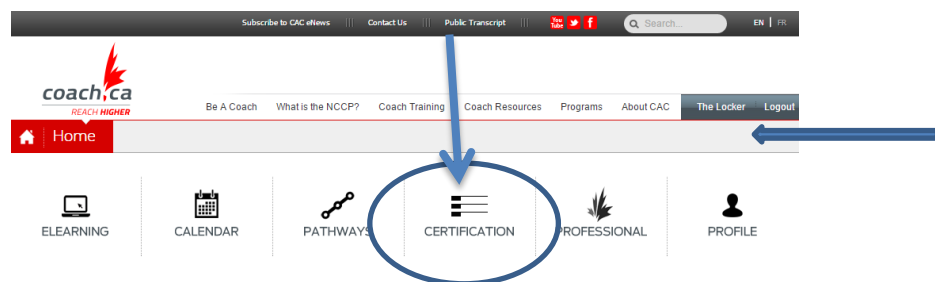 Subscribe to CAC eNews Contact Us Public Transcript You Tube f Search... EN | FR
coach.ca
REACH HIGHER
Be A Coach What is the NCCP? Coach Training Coach Resources Programs About CAC The Locker Logout
Home
ELEARNING CALENDAR PATHWAYS CERTIFICATION PROFESSIONAL PROFILE